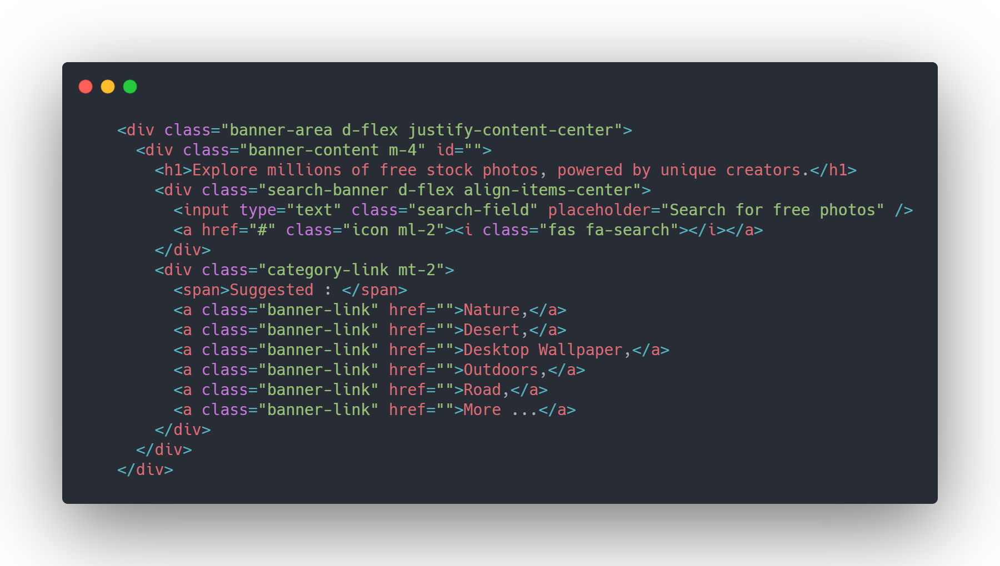 <div class="banner-area d-flex justify-content-center">
<div class="banner-content m-4" id="">
<h1>Explore millions of free stock photos, powered by unique creators.</h1>
<div class="search-banner d-flex align-items-center">
<input type="text" class="search-field" placeholder="Search for free photos" />
<a href="#" class="icon ml-2"><i class="fas fa-search"></i></a>
</div>
<div class="category-link mt-2">
<span>Suggested : </span>
<a class="banner-link" href="">Nature,</a>
<a class="banner-link" href="">Desert,</a>
<a class="banner-link" href="">Desktop Wallpaper,</a>
<a class="banner-link" href="">Outdoors,</a>
<a class="banner-link" href="">Road,</a>
<a class="banner-link" href="">More ...</a>
</div>
</div>
</div>